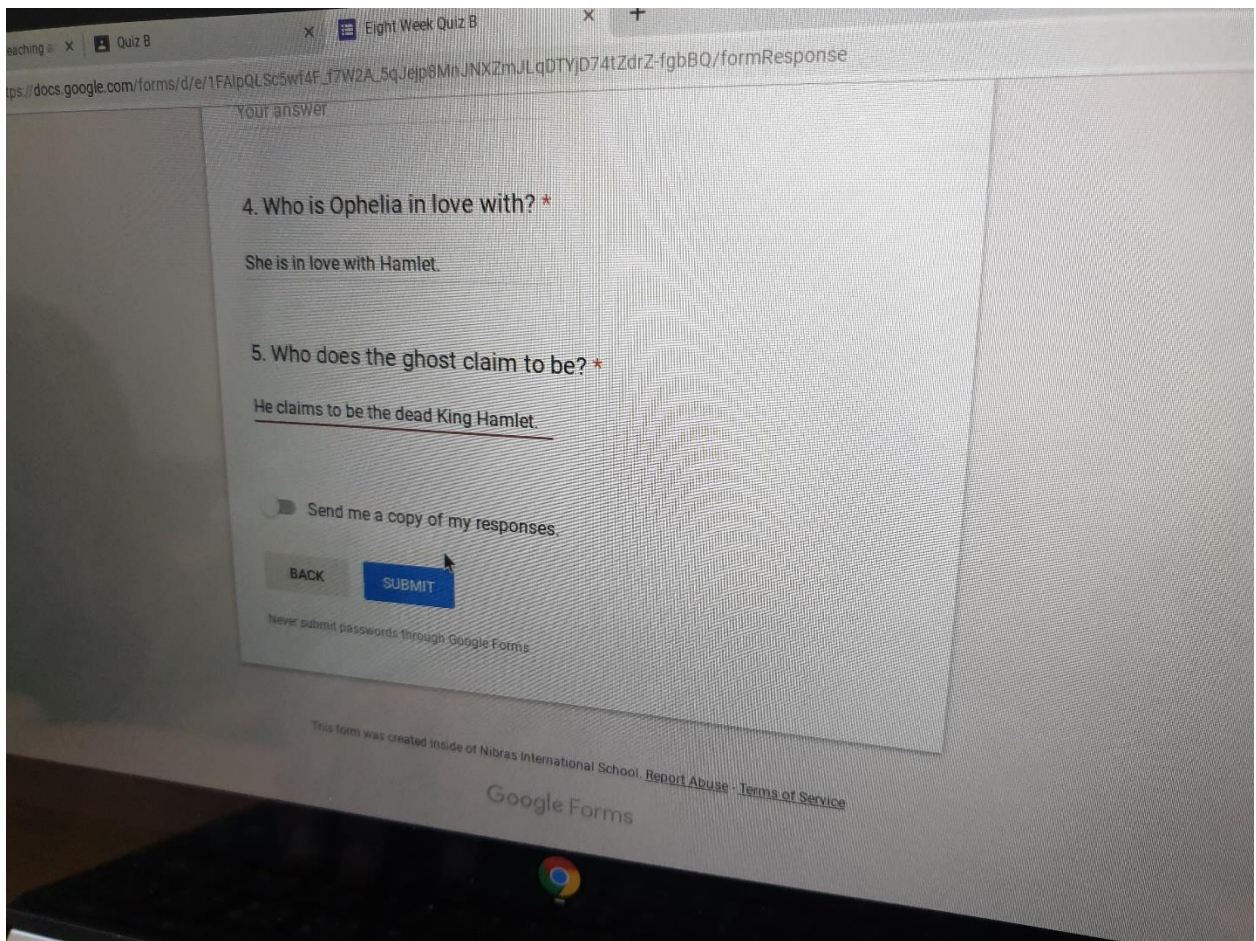 eaching
Quiz B
Eight Week Quiz B
docs.google.com/forms/d/e/1FAIpQLSc5wf4F_f7W2A_5qJejp8MnJNXZmJLqDTYjD74tZdrZ-fgbBQ/formResponse
Your answer
4. Who is Ophelia in love with? *
She is in love with Hamlet.
5. Who does the ghost claim to be? *
He claims to be the dead King Hamlet.
Send me a copy of my responses.
BACK SUBMIT
Never submit passwords through Google Forms
This form was created inside of Nibras International School. Report Abuse - Terms of Service
Google Forms